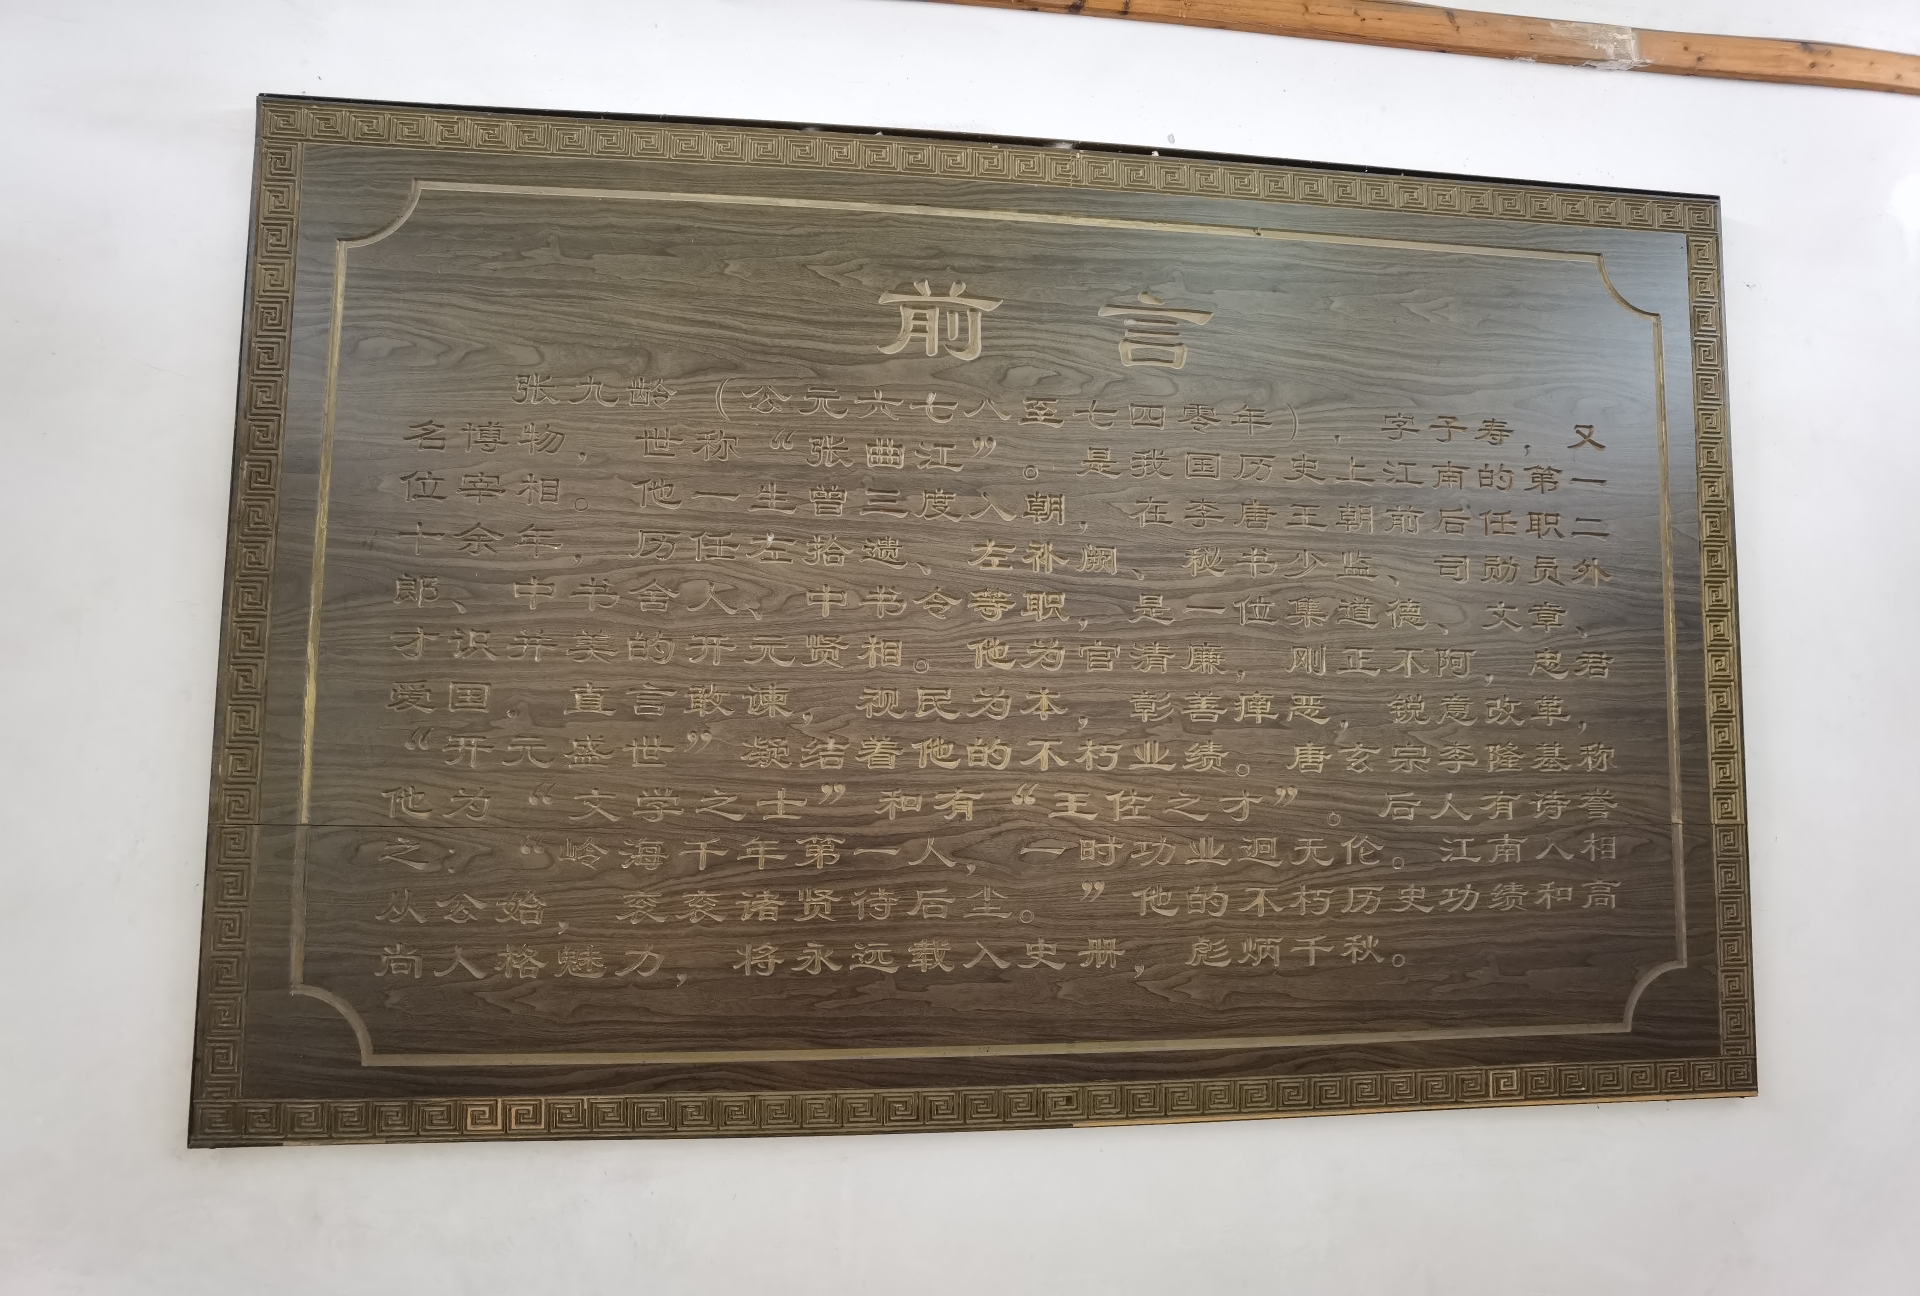 前言
张九龄（公元六七八至七四零年），字子寿，又
名博物，世称“张曲江”。是我国历史上江南的第一
位宰相。他一生曾三度入朝，在李唐王朝前后任职二
十余年，历任左拾遗、左补阙、秘书少监、司勋员外
郎、中书舍人、中书令等职，是一位集道德、文章、
才识并美的开元贤相。他为官清廉，刚正不阿，忠君
爱国，直言敢谏，视民为本，彰善瘅恶，锐意改革，
“开元盛世”凝结着他的不朽业绩。唐玄宗李隆基称
他为“文学之士”和有“王佐之才”。后人有诗誉
之：“岭海千年第一人，一时功业迥无伦。江南入相
从公始，衮衮诸贤待后尘。”他的不朽历史功绩和高
尚人格魅力，将永远载入史册，彪炳千秋。